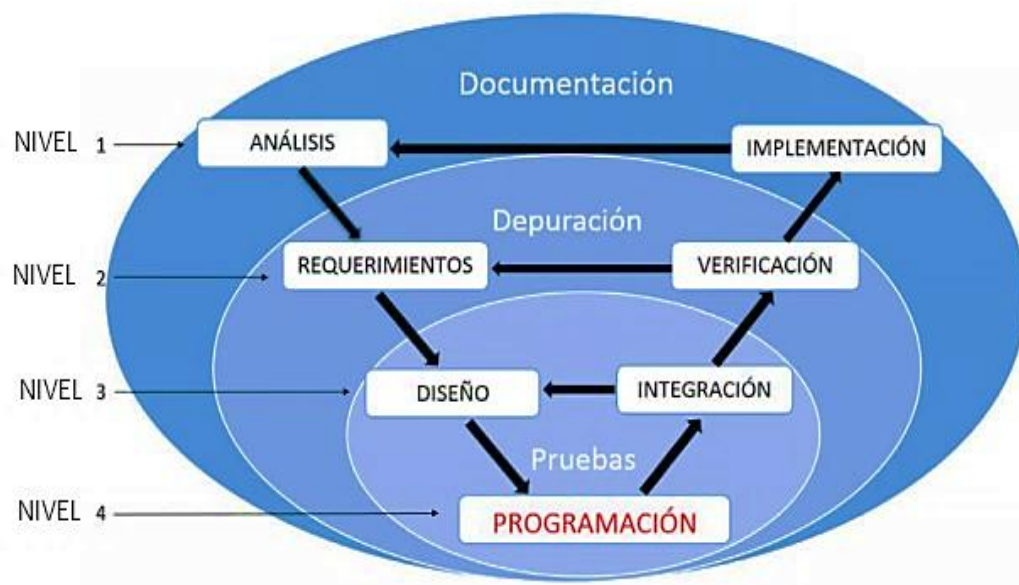 Documentación
NIVEL 1
ANÁLISIS
IMPLEMENTACIÓN
Depuración
NIVEL 2
REQUERIMIENTOS
VERIFICACIÓN
NIVEL 3
DISEÑO
INTEGRACIÓN
Pruebas
NIVEL 4
PROGRAMACIÓN